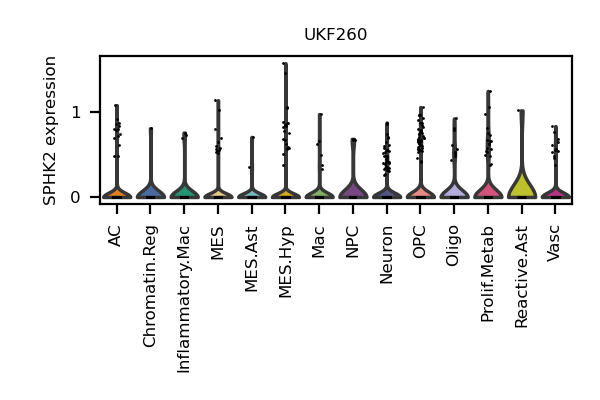 UKF260
SPHK2 expression
1
0
AC
Chromatin.Reg
Inflammatory.Mac
MES
MES.Ast
MES.Hyp
Mac
NPC
Neuron
OPC
Oligo
Prolif.Metab
Reactive.Ast
Vasc